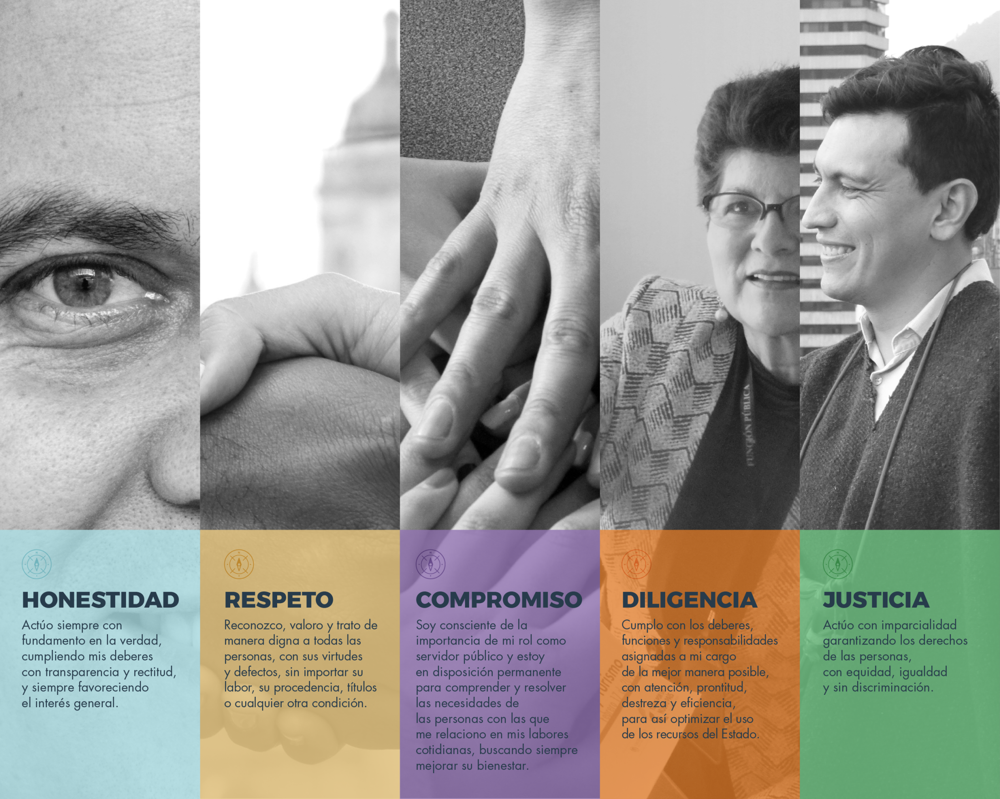 FUNCIÓN PÚBLICA
HONESTIDAD
Actúo siempre con
fundamento en la verdad,
cumpliendo mis deberes
con transparencia y rectitud,
y siempre favoreciendo
el interés general.
RESPETO
Reconozco, valoro y trato de
manera digna a todas las
personas, con sus virtudes
y defectos, sin importar su
labor, su procedencia, títulos
o cualquier otra condición.
COMPROMISO
Soy consciente de la
importancia de mi rol como
servidor público y estoy
en disposición permanente
para comprender y resolver
las necesidades de
las personas con las que
me relaciono en mis labores
cotidianas, buscando siempre
mejorar su bienestar.
DILIGENCIA
Cumplo con los deberes,
funciones y responsabilidades
asignadas a mi cargo
de la mejor manera posible,
con atención, prontitud,
destreza y eficiencia,
para así optimizar el uso
de los recursos del Estado.
JUSTICIA
Actúo con imparcialidad
garantizando los derechos
de las personas,
con equidad, igualdad
y sin discriminación.